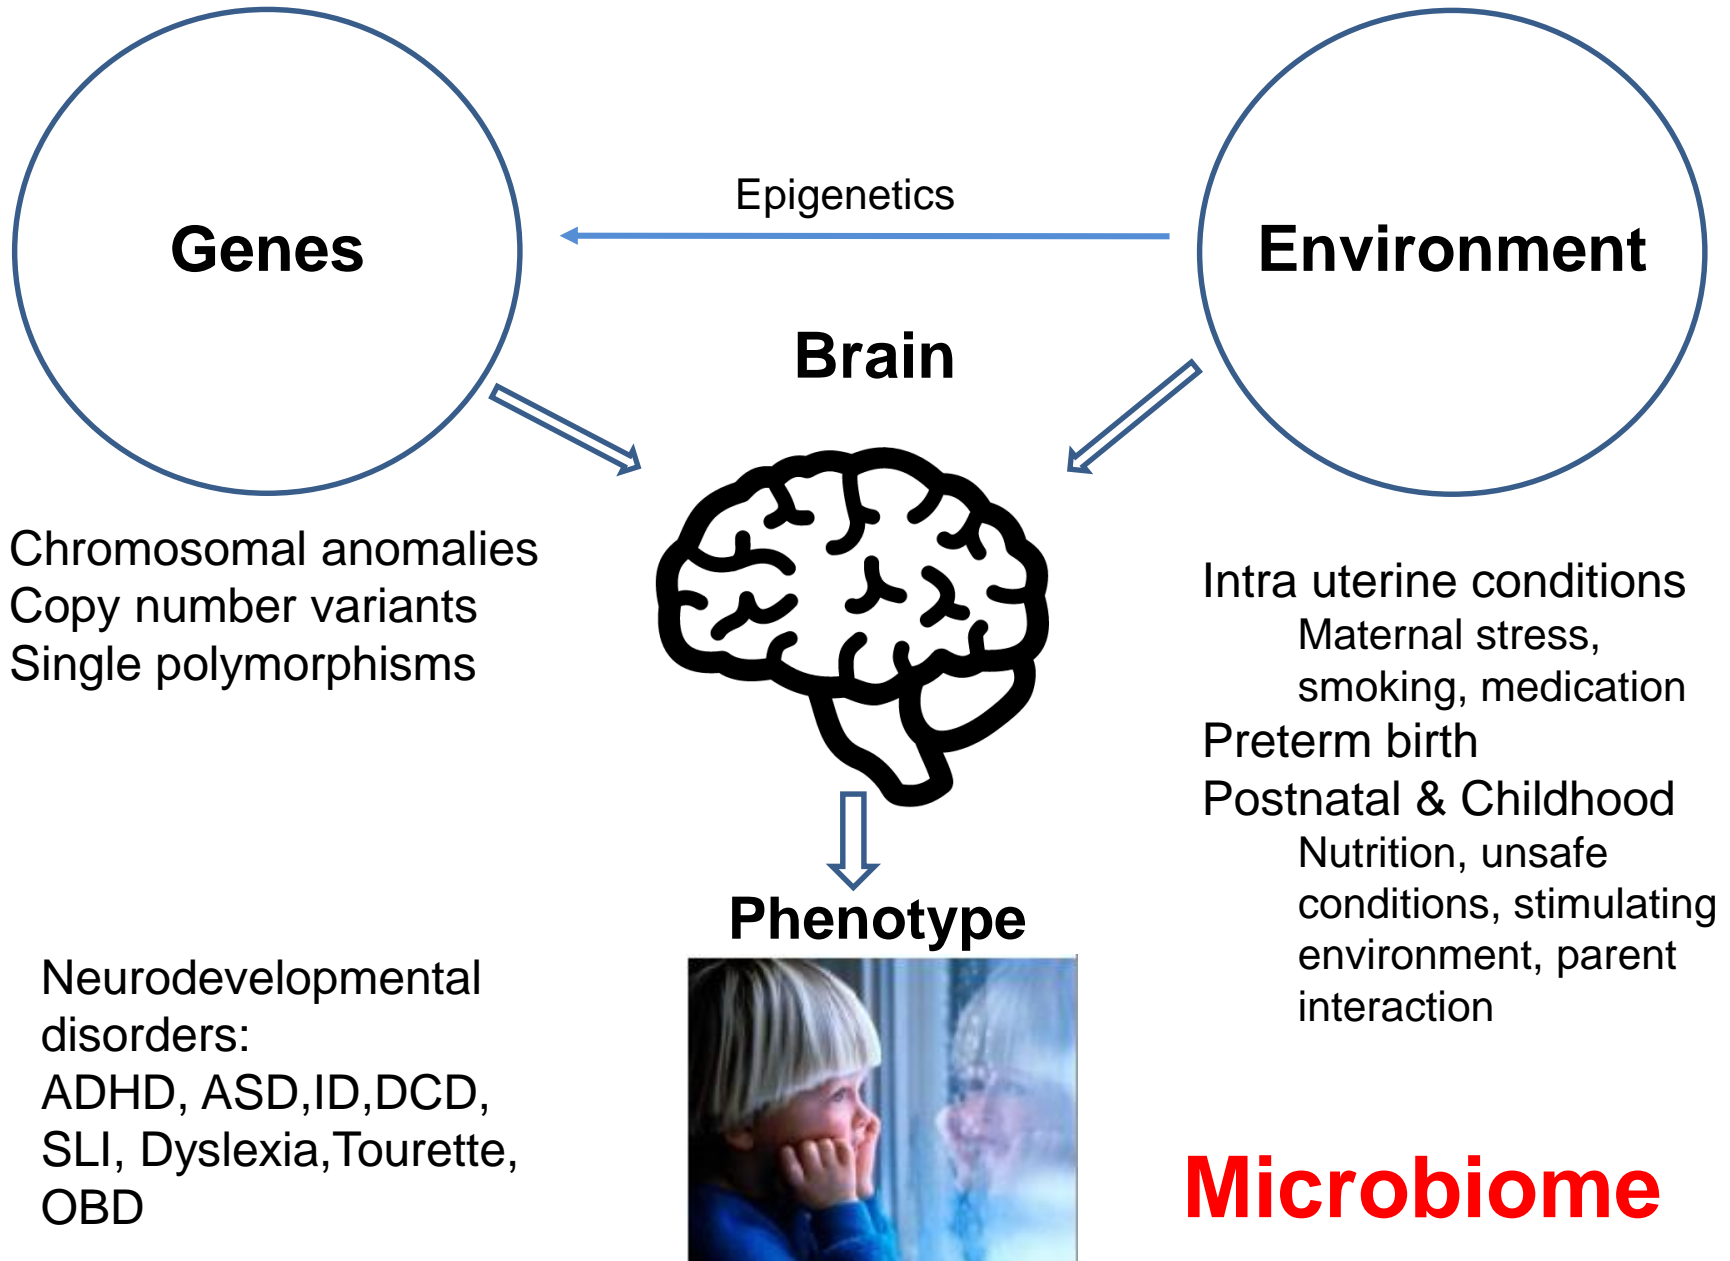 Genes
Epigenetics
Environment
Brain
Chromosomal anomalies
Copy number variants
Single polymorphisms
Intra uterine conditions
Maternal stress,
smoking, medication
Preterm birth
Postnatal & Childhood
Nutrition, unsafe
conditions, stimulating
environment, parent
interaction
Phenotype
Neurodevelopmental
disorders:
ADHD, ASD,ID,DCD,
SLI, Dyslexia,Tourette,
OBD
Microbiome